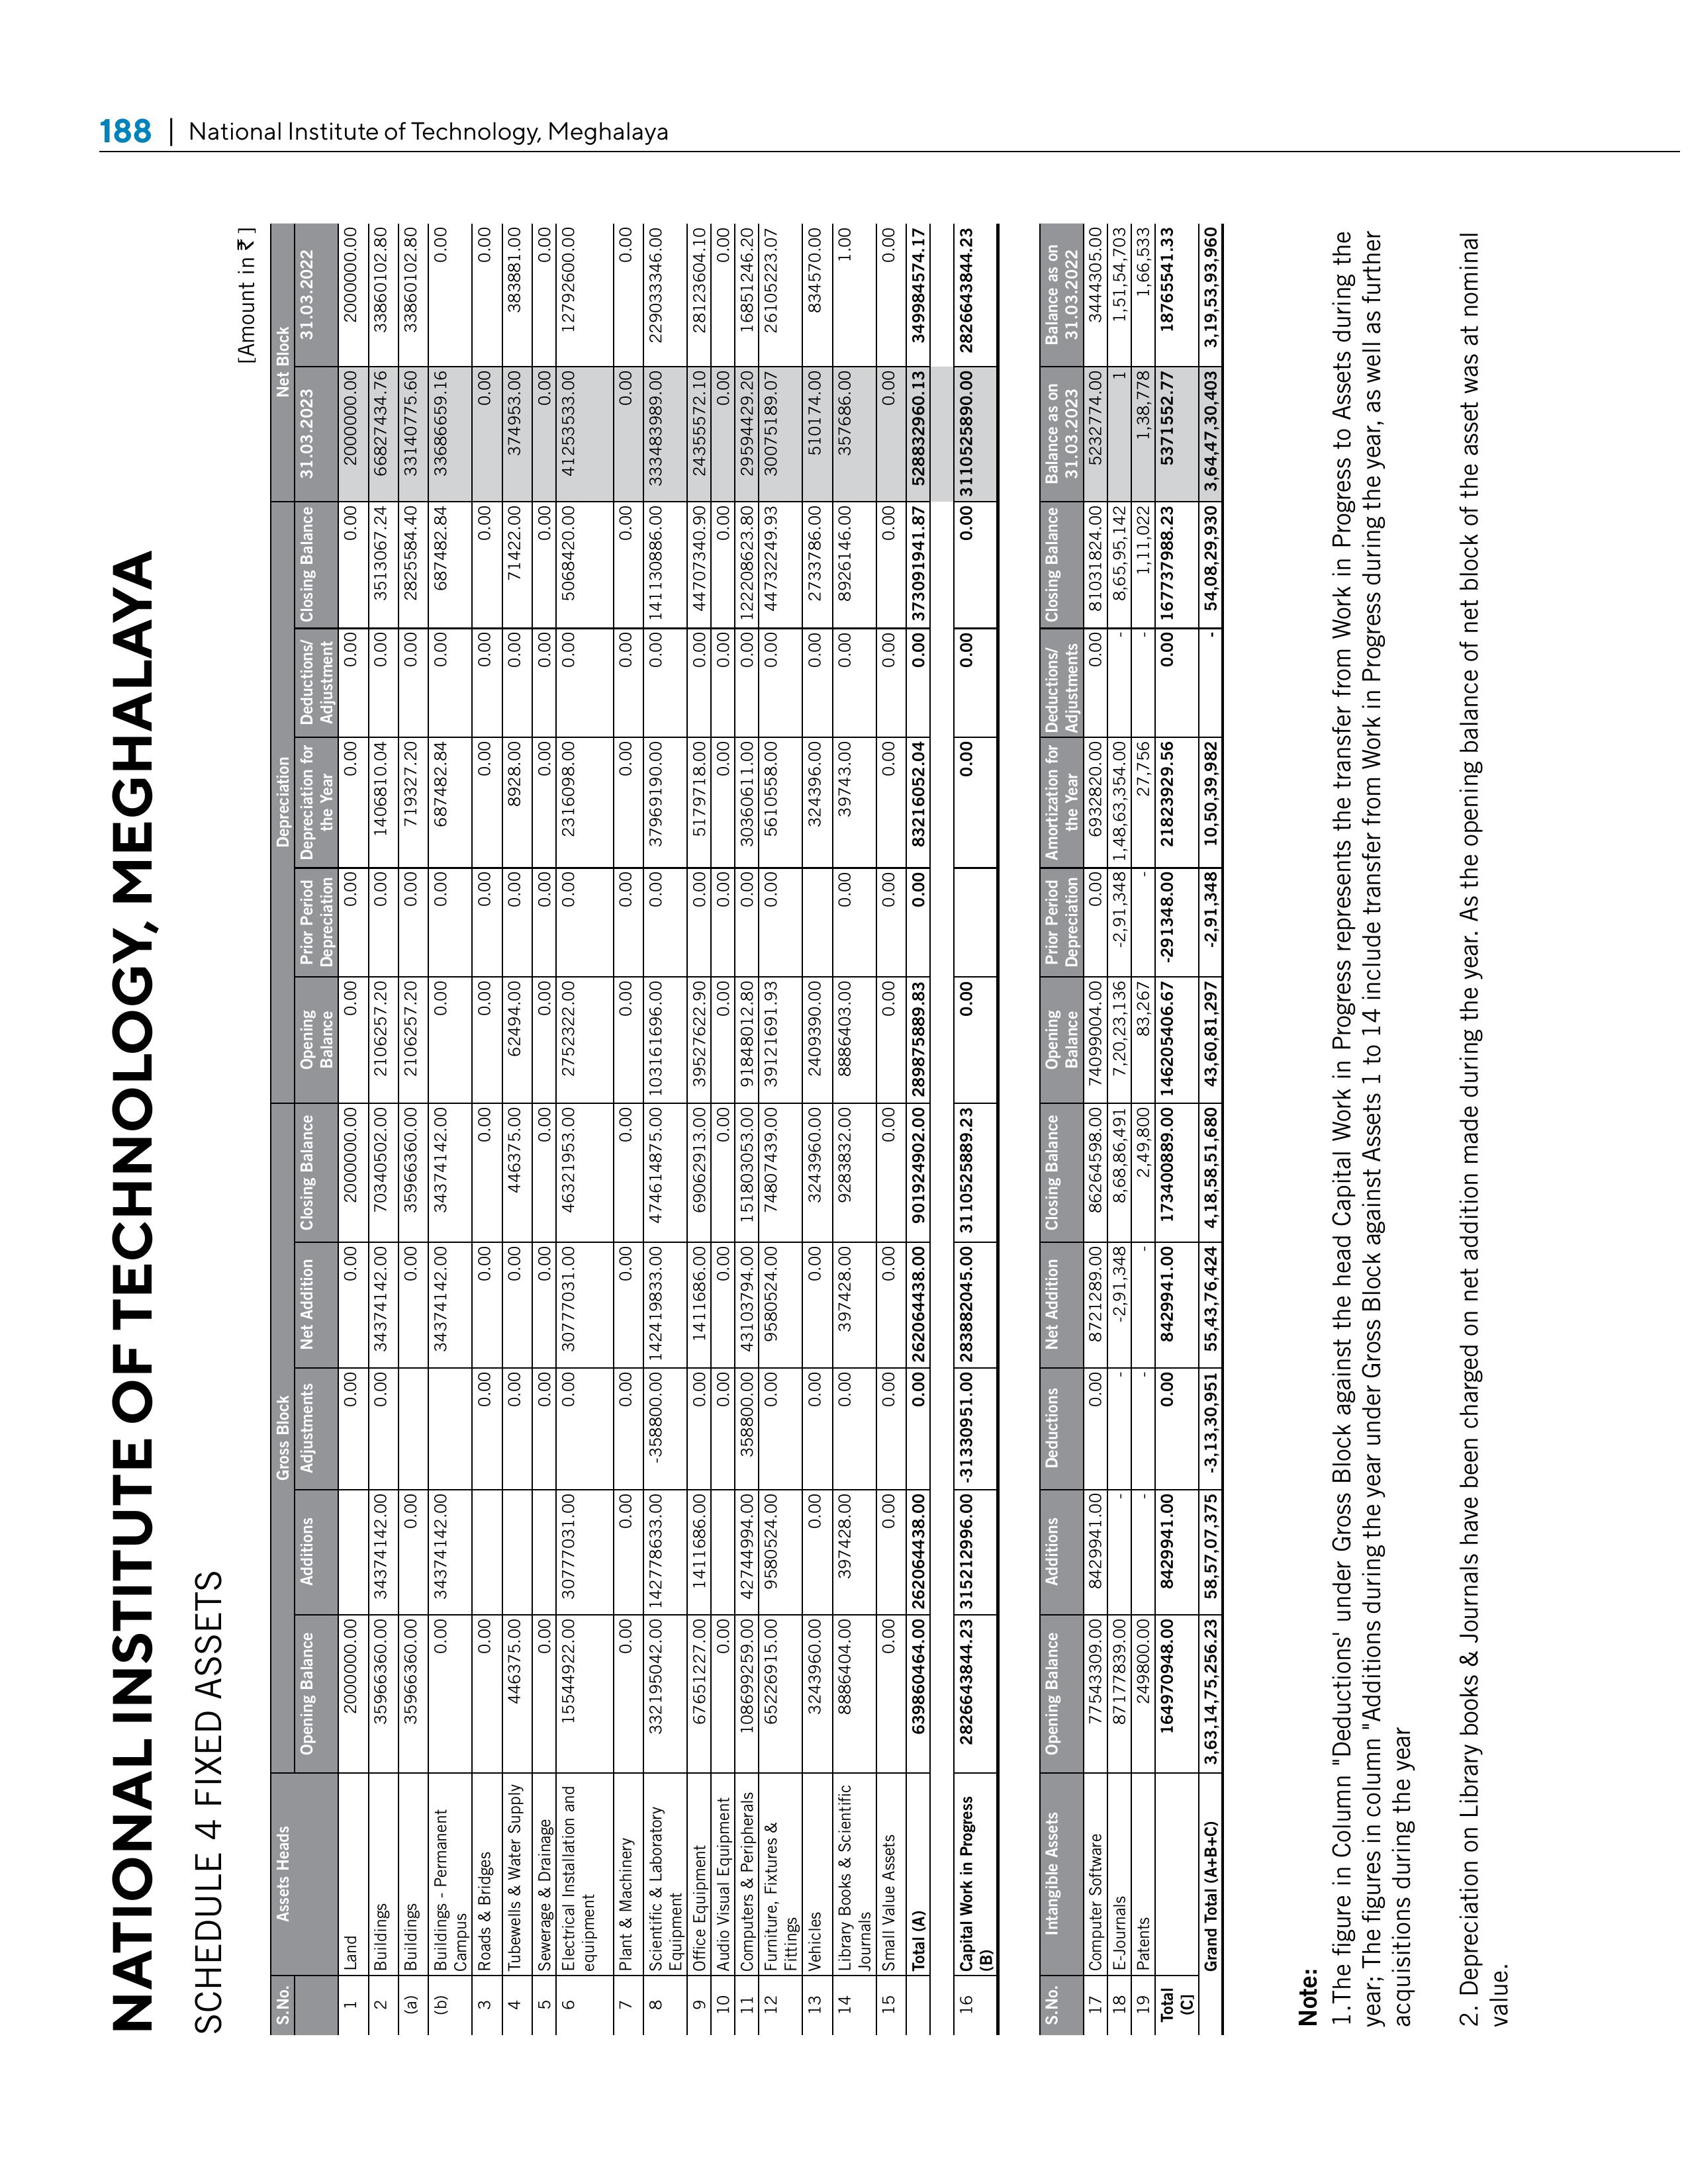 188 | National Institute of Technology, Meghalaya
NATIONAL INSTITUTE OF TECHNOLOGY, MEGHALAYA
SCHEDULE 4 FIXED ASSETS
[Amount in ₹ ]
S.No. Assets Heads Gross Block Depreciation Net Block
Opening Balance Additions Adjustments Net Addition Closing Balance Opening Balance Prior Period Depreciation Depreciation for the Year Deductions/ Adjustment Closing Balance 31.03.2023 31.03.2022
1 Land 2000000.00 0.00 0.00 2000000.00 0.00 0.00 0.00 0.00 0.00 2000000.00 2000000.00
2 Buildings 35966360.00 34374142.00 0.00 34374142.00 70340502.00 2106257.20 0.00 1406810.04 0.00 3513067.24 66827434.76 33860102.80
(a) Buildings 35966360.00 0.00 0.00 35966360.00 2106257.20 0.00 719327.20 0.00 2825584.40 33140775.60 33860102.80
(b) Buildings - Permanent Campus 0.00 34374142.00 34374142.00 34374142.00 0.00 0.00 687482.84 0.00 687482.84 33686659.16 0.00
3 Roads & Bridges 0.00 0.00 0.00 0.00 0.00 0.00 0.00 0.00 0.00 0.00 0.00
4 Tubewells & Water Supply 446375.00 0.00 0.00 446375.00 62494.00 0.00 8928.00 0.00 71422.00 374953.00 383881.00
5 Sewerage & Drainage 0.00 0.00 0.00 0.00 0.00 0.00 0.00 0.00 0.00 0.00 0.00
6 Electrical Installation and equipment 15544922.00 30777031.00 0.00 30777031.00 46321953.00 2752322.00 0.00 2316098.00 0.00 5068420.00 41253533.00 12792600.00
7 Plant & Machinery 0.00 0.00 0.00 0.00 0.00 0.00 0.00 0.00 0.00 0.00 0.00 0.00
8 Scientific & Laboratory Equipment 332195042.00 142778633.00 -358800.00 142419833.00 474614875.00 103161696.00 0.00 37969190.00 0.00 141130886.00 333483989.00 229033346.00
9 Office Equipment 67651227.00 1411686.00 0.00 1411686.00 69062913.00 39527622.90 0.00 5179718.00 0.00 44707340.90 24355572.10 28123604.10
10 Audio Visual Equipment 0.00 0.00 0.00 0.00 0.00 0.00 0.00 0.00 0.00 0.00 0.00
11 Computers & Peripherals 108699259.00 42744994.00 358800.00 43103794.00 151803053.00 91848012.80 0.00 30360611.00 0.00 122208623.80 29594429.20 16851246.20
12 Furniture, Fixtures & Fittings 65226915.00 9580524.00 0.00 9580524.00 74807439.00 39121691.93 0.00 5610558.00 0.00 44732249.93 30075189.07 26105223.07
13 Vehicles 3243960.00 0.00 0.00 0.00 3243960.00 2409390.00 324396.00 0.00 2733786.00 510174.00 834570.00
14 Library Books & Scientific Journals 8886404.00 397428.00 0.00 397428.00 9283832.00 8886403.00 0.00 39743.00 0.00 8926146.00 357686.00 1.00
15 Small Value Assets 0.00 0.00 0.00 0.00 0.00 0.00 0.00 0.00 0.00 0.00 0.00 0.00
Total (A) 639860464.00 262064438.00 0.00 262064438.00 901924902.00 289875889.83 0.00 83216052.04 0.00 373091941.87 528832960.13 349984574.17
16 Capital Work in Progress (B) 2826643844.23 315212996.00 -31330951.00 283882045.00 3110525889.23 0.00 0.00 0.00 0.00 3110525890.00 2826643844.23
S.No. Intangible Assets Opening Balance Additions Deductions Net Addition Closing Balance Opening Balance Prior Period Depreciation Amortization for the Year Deductions/ Adjustments Closing Balance Balance as on 31.03.2023 Balance as on 31.03.2022
17 Computer Software 77543309.00 8429941.00 0.00 8721289.00 86264598.00 74099004.00 0.00 6932820.00 0.00 81031824.00 5232774.00 3444305.00
18 E-Journals 87177839.00 - - -2,91,348 8,68,86,491 7,20,23,136 -2,91,348 1,48,63,354.00 - 8,65,95,142 1 1,51,54,703
19 Patents 249800.00 - - - 2,49,800 83,267 - 27,756 - 1,11,022 1,38,778 1,66,533
Total (C] 164970948.00 8429941.00 0.00 8429941.00 173400889.00 146205406.67 -291348.00 21823929.56 0.00 167737988.23 5371552.77 18765541.33
Grand Total (A+B+C) 3,63,14,75,256.23 58,57,07,375 -3,13,30,951 55,43,76,424 4,18,58,51,680 43,60,81,297 -2,91,348 10,50,39,982 - 54,08,29,930 3,64,47,30,403 3,19,53,93,960
Note:
1.The figure in Column "Deductions' under Gross Block against the head Capital Work in Progress represents the transfer from Work in Progress to Assets during the
year; The figures in column "Additions during the year under Gross Block against Assets 1 to 14 include transfer from Work in Progress during the year, as well as further
acquisitions during the year
2. Depreciation on Library books & Journals have been charged on net addition made during the year. As the opening balance of net block of the asset was at nominal
value.